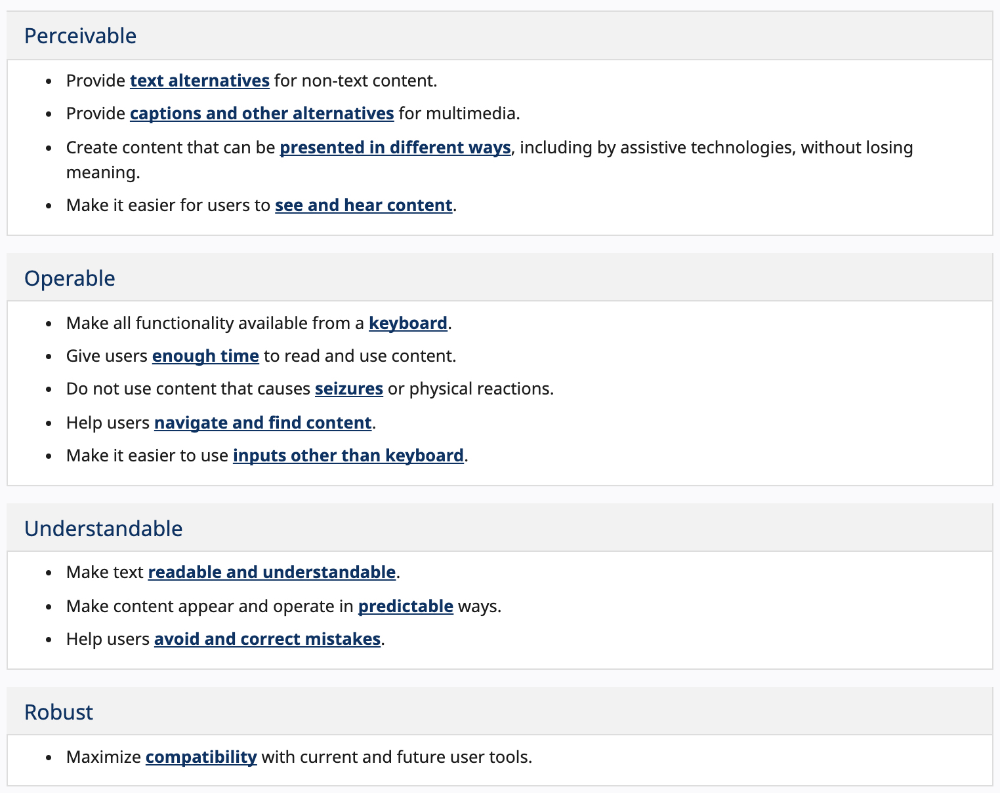 Perceivable
• Provide text alternatives for non-text content.
• Provide captions and other alternatives for multimedia.
• Create content that can be presented in different ways, including by assistive technologies, without losing
meaning.
• Make it easier for users to see and hear content.
Operable
• Make all functionality available from a keyboard.
• Give users enough time to read and use content.
• Do not use content that causes seizures or physical reactions.
• Help users navigate and find content.
• Make it easier to use inputs other than keyboard.
Understandable
• Make text readable and understandable.
• Make content appear and operate in predictable ways.
• Help users avoid and correct mistakes.
Robust
• Maximize compatibility with current and future user tools.